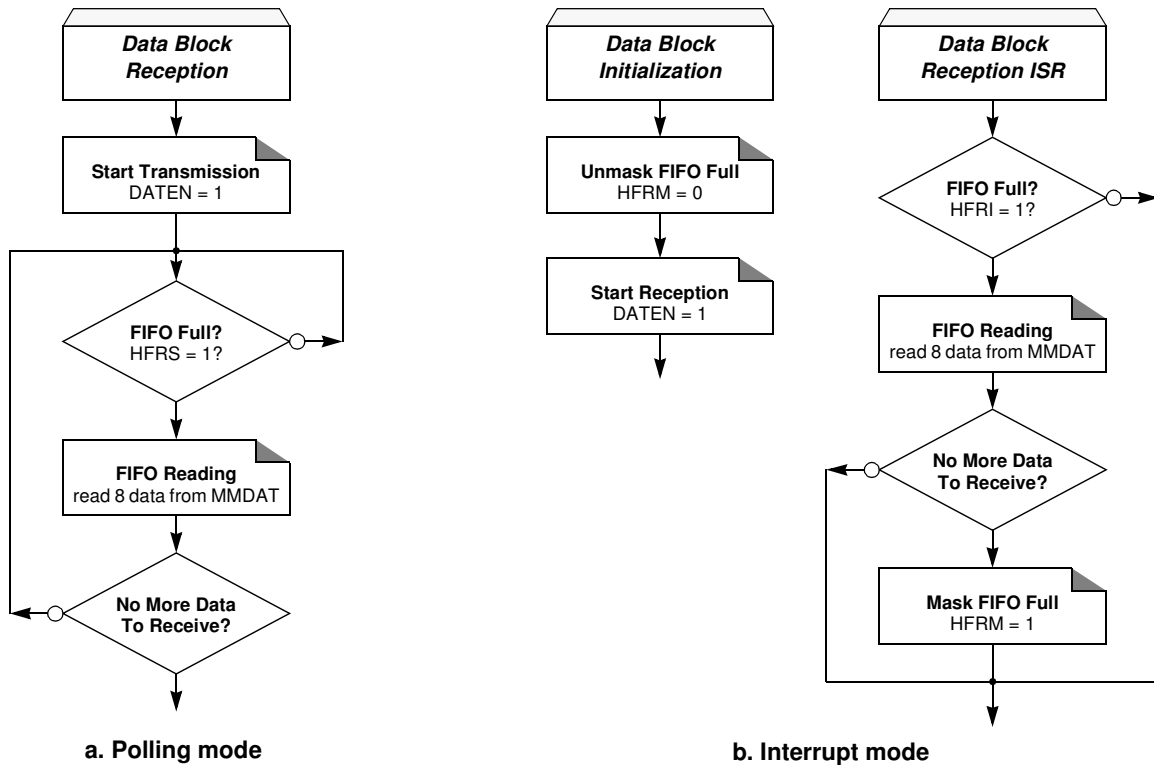 Data Block
Reception
Start Transmission
DATEN = 1
FIFO Full?
HFRS = 1?
FIFO Reading
read 8 data from MMDAT
No More Data
To Receive?
a. Polling mode
Data Block
Initialization
Unmask FIFO Full
HFRM = 0
Start Reception
DATEN = 1
Data Block
Reception ISR
FIFO Full?
HFRI = 1?
FIFO Reading
read 8 data from MMDAT
No More Data
To Receive?
Mask FIFO Full
HFRM = 1
b. Interrupt mode